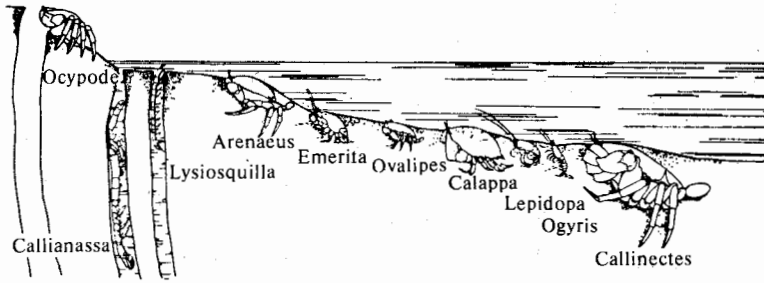 Ocypode
Arenaeus
Emerita
Ovalipes
Lysiosquilla
Calappa
Lepidopa
Ogyris
Callianassa
Callinectes